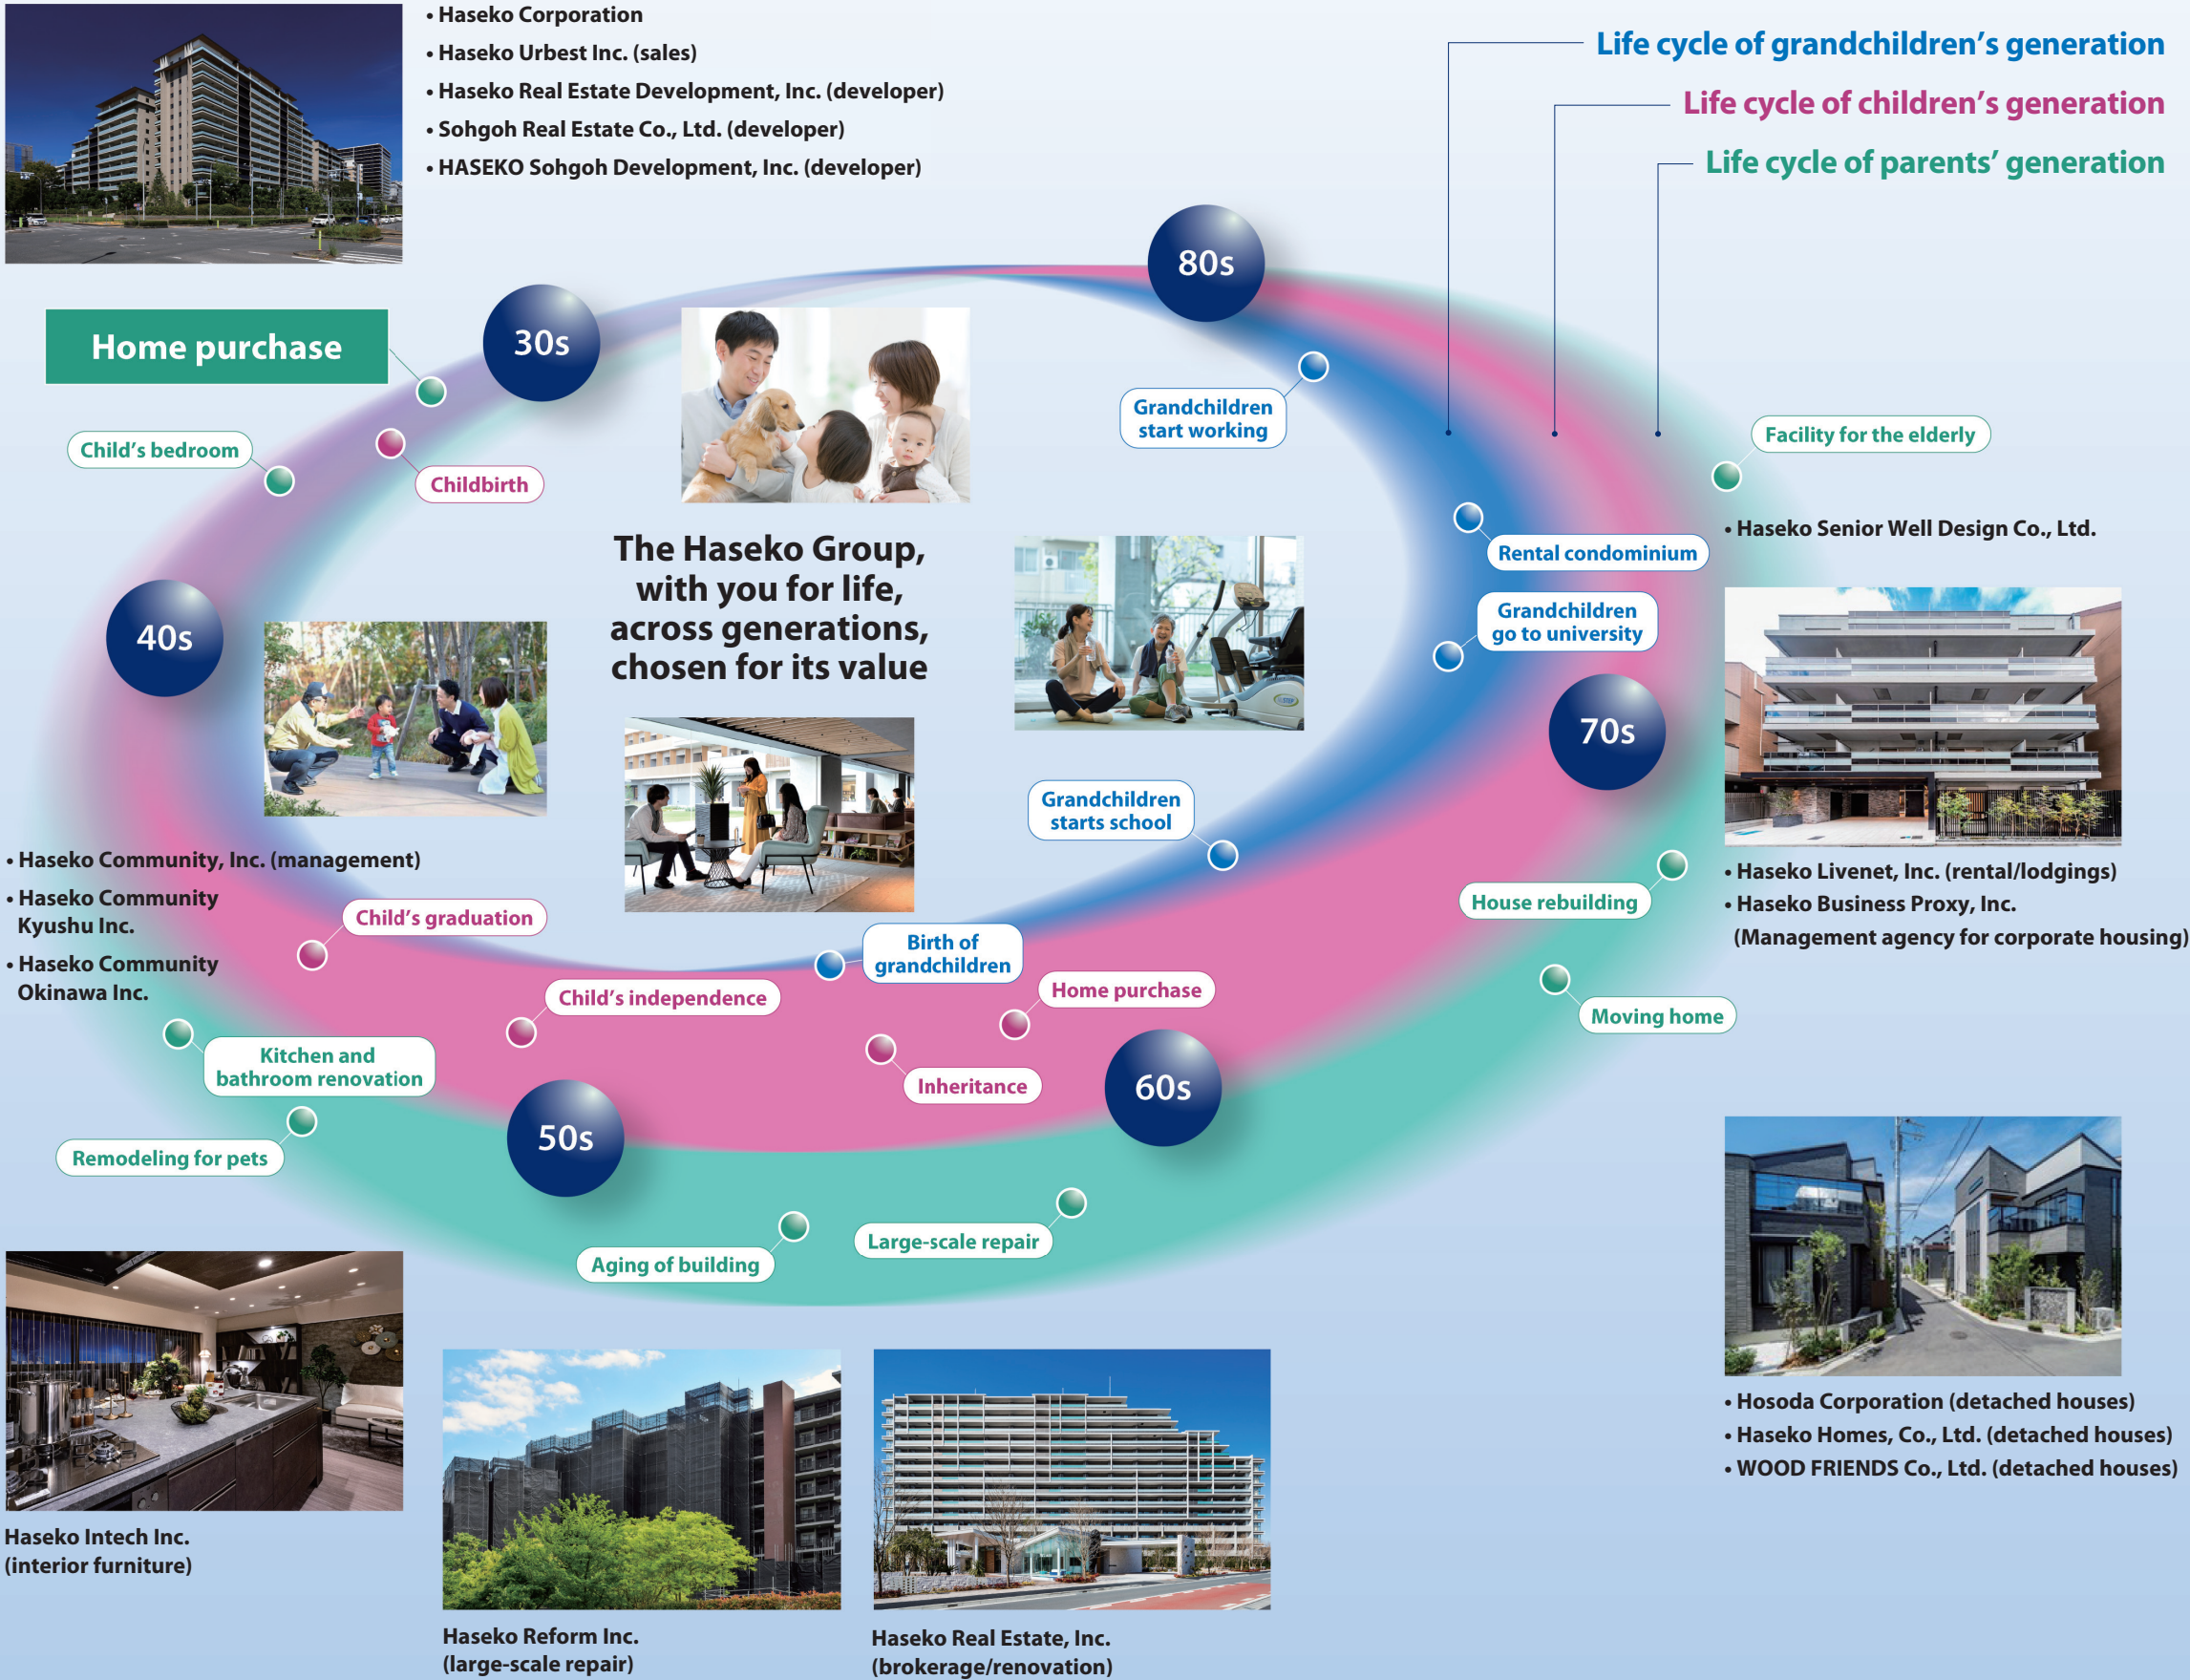 • Haseko Corporation
• Haseko Urbest Inc. (sales)
• Haseko Real Estate Development, Inc. (developer)
• Sohgoh Real Estate Co., Ltd. (developer)
• HASEKO Sohgoh Development, Inc. (developer)
Life cycle of grandchildren’s generation
Life cycle of children’s generation
Life cycle of parents’ generation
80s
30s
Home purchase
Child’s bedroom
Childbirth
Grandchildren
start working
Facility for the elderly
• Haseko Senior Well Design Co., Ltd.
Rental condominium
Grandchildren
go to university
The Haseko Group,
with you for life,
across generations,
chosen for its value
40s
70s
Grandchildren
starts school
• Haseko Community, Inc. (management)
• Haseko Community
Kyushu Inc.
• Haseko Community
Okinawa Inc.
• Haseko Livenet, Inc. (rental/lodgings)
• Haseko Business Proxy, Inc.
(Management agency for corporate housing)
House rebuilding
Child’s graduation
Birth of
grandchildren
Child’s independence
Home purchase
Moving home
Kitchen and
bathroom renovation
Inheritance
60s
50s
Remodeling for pets
Large-scale repair
Aging of building
• Hosoda Corporation (detached houses)
• Haseko Homes, Co., Ltd. (detached houses)
• WOOD FRIENDS Co., Ltd. (detached houses)
Haseko Intech Inc.
(interior furniture)
Haseko Reform Inc.
(large-scale repair)
Haseko Real Estate, Inc.
(brokerage/renovation)